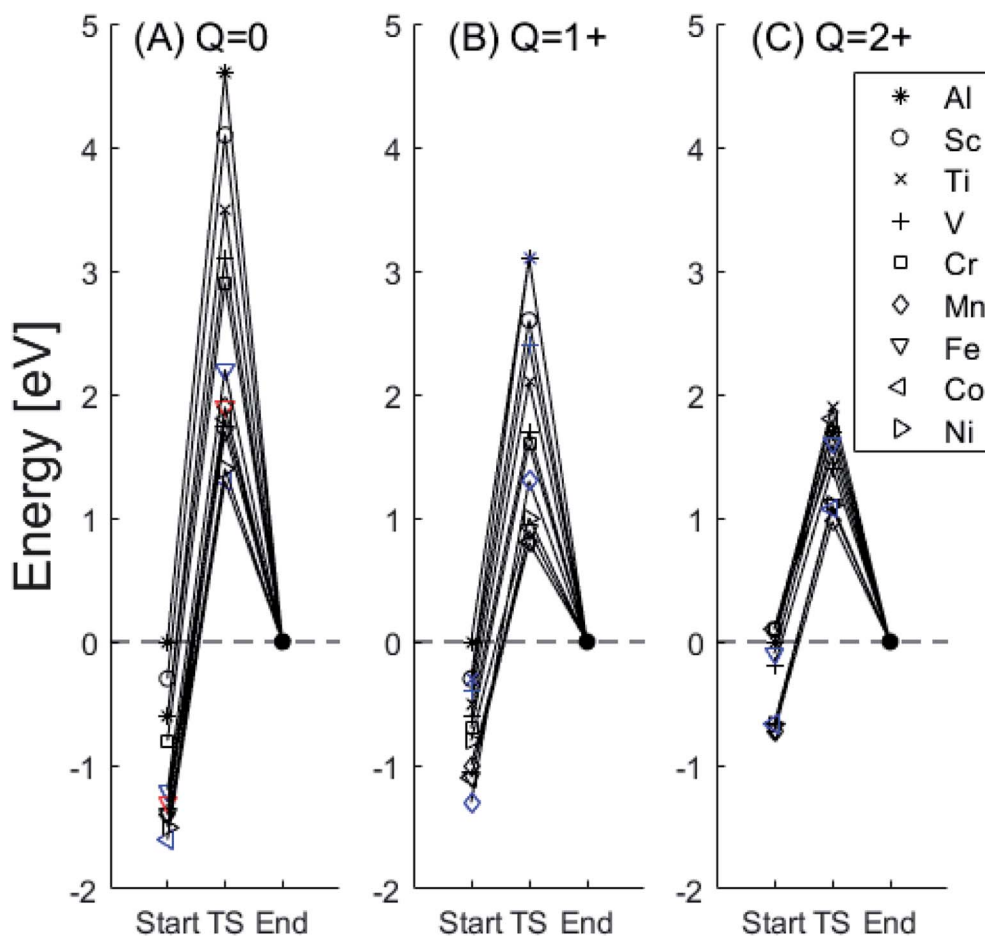 (A) Q=0
(B) Q=1+
(C) Q=2+
Energy [eV]
5
4
3
2
1
0
-1
-2
5
4
3
2
1
0
-1
-2
5
4
3
2
1
0
-1
-2
Al
Sc
Ti
V
Cr
Mn
Fe
Co
Ni
Start TS End
Start TS End
Start TS End